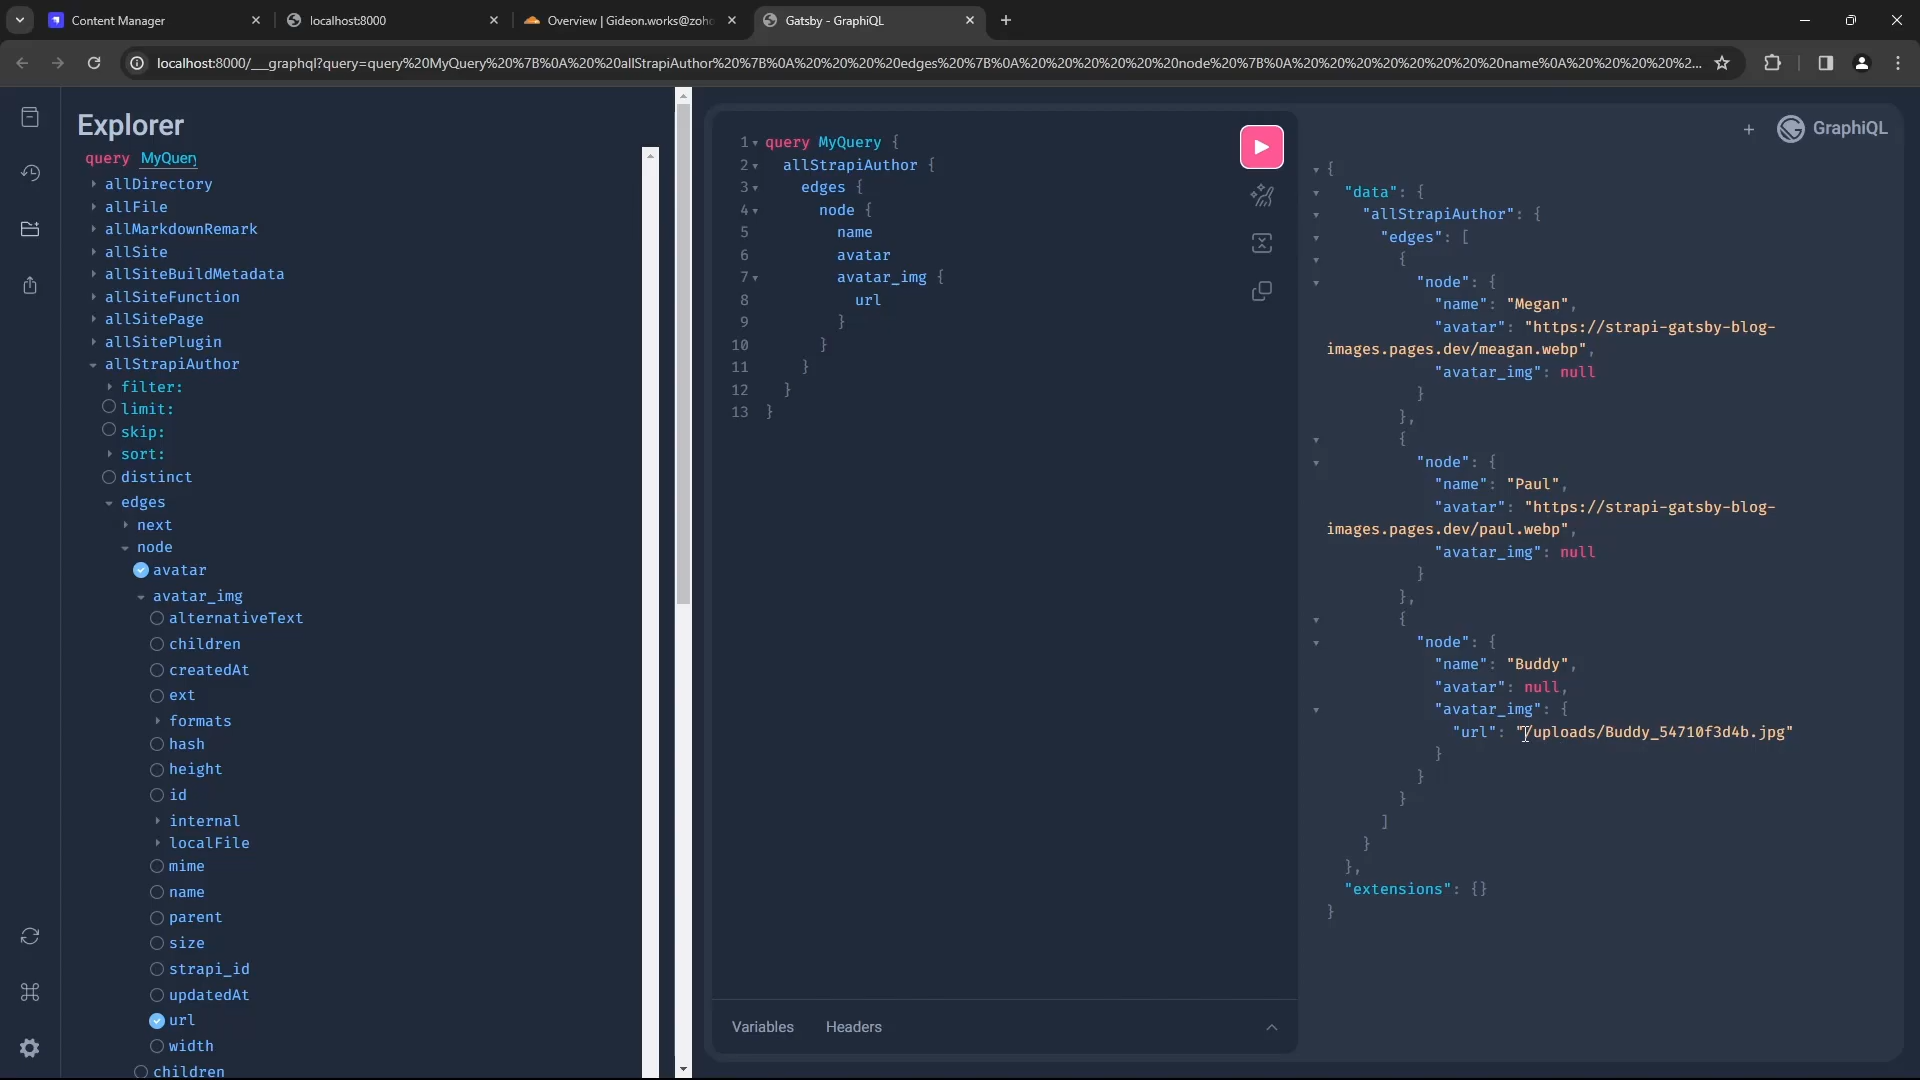 Content Manager
localhost:8000
Overview | Gideon.works@zoho
Gatsby - GraphiQL
localhost:8000/___graphql?query=query%20MyQuery%20%7B%0A%20%20allStrapiAuthor%20%7B%0A%20%20%20%20edges%20%7B%0A%20%20%20%20%20%20node%20%7B%0A%20%20%20%20%20%20%20%20name%0A%20%20%20%20%2...
Explorer
query MyQuery
allDirectory
allFile
allMarkdownRemark
allSite
allSiteBuildMetadata
allSiteFunction
allSitePage
allSitePlugin
allStrapiAuthor
filter:
limit:
skip:
sort:
distinct
edges
next
node
avatar
avatar_img
alternativeText
children
createdAt
ext
formats
hash
height
id
internal
localFile
mime
name
parent
size
strapi_id
updatedAt
url
width
children
1 query MyQuery {
2 allStrapiAuthor {
3 edges {
4 node {
5 name
6 avatar
7 avatar_img {
8 url
9 }
10 }
11 }
12 }
13 }
Variables Headers
+ GraphiQL
{
"data": {
"allStrapiAuthor": {
"edges": [
{
"node": {
"name": "Megan",
"avatar": "https://strapi-gatsby-blog-
images.pages.dev/meagan.webp",
"avatar_img": null
}
},
{
"node": {
"name": "Paul",
"avatar": "https://strapi-gatsby-blog-
images.pages.dev/paul.webp",
"avatar_img": null
}
},
{
"node": {
"name": "Buddy",
"avatar": null,
"avatar_img": {
"url": "/uploads/Buddy_54710f3d4b.jpg"
}
}
}
]
}
},
"extensions": {}
}